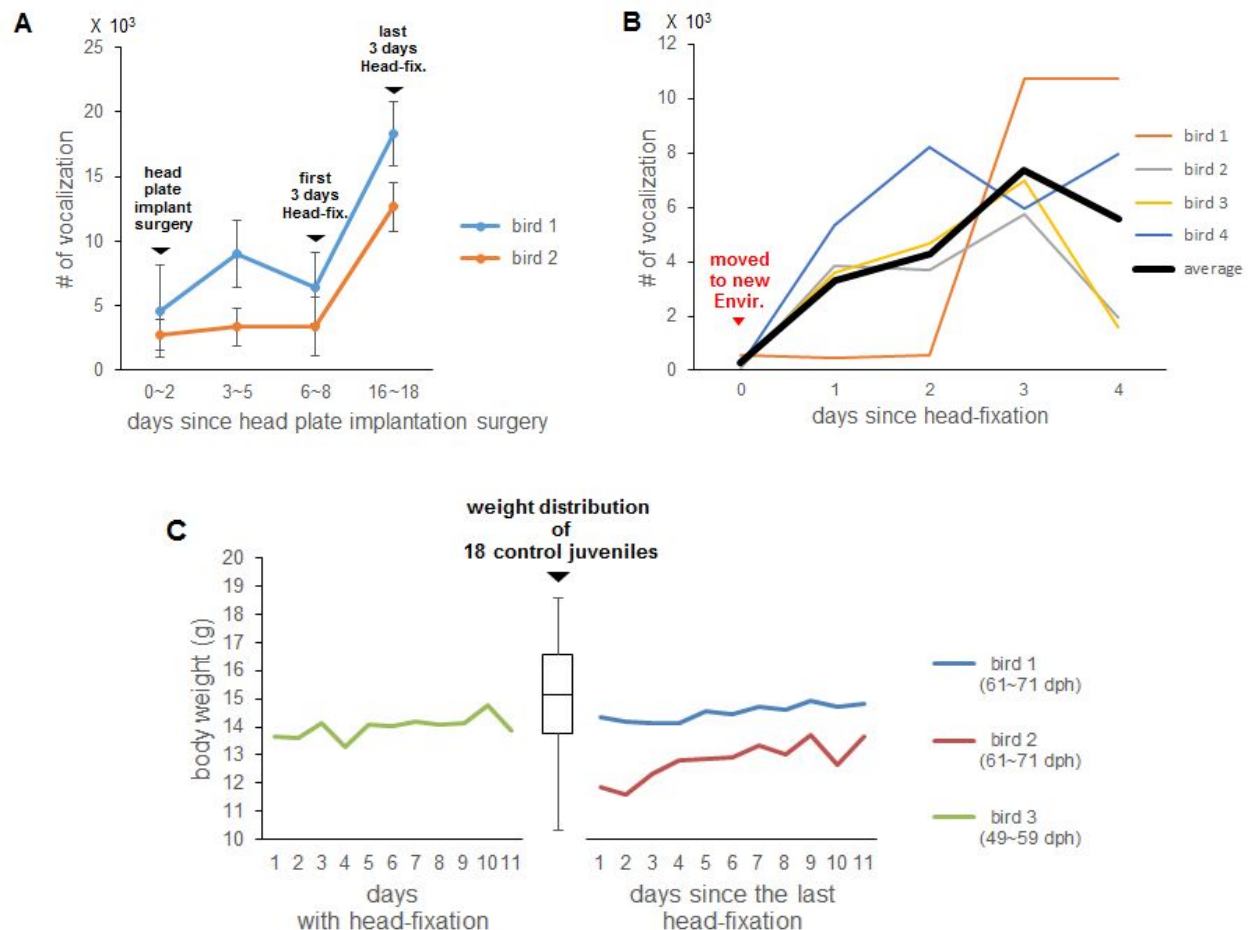 A
X 10³
25
20
15
10
5
0
# of vocalization
head
plate
implant
surgery
first
3 days
Head-fix.
last
3 days
Head-fix.
bird 1
bird 2
0~2 3~5 6~8 16~18
days since head plate implantation surgery
B
X 10³
12
10
8
6
4
2
0
# of vocalization
moved
to new
Envir.
bird 1
bird 2
bird 3
bird 4
average
0 1 2 3 4
days since head-fixation
C
weight distribution
of
18 control juveniles
20
19
18
17
16
15
14
13
12
11
10
body weight (g)
1 2 3 4 5 6 7 8 9 10 11
days
with head-fixation
1 2 3 4 5 6 7 8 9 10 11
days since the last
head-fixation
bird 1
(61~71 dph)
bird 2
(61~71 dph)
bird 3
(49~59 dph)